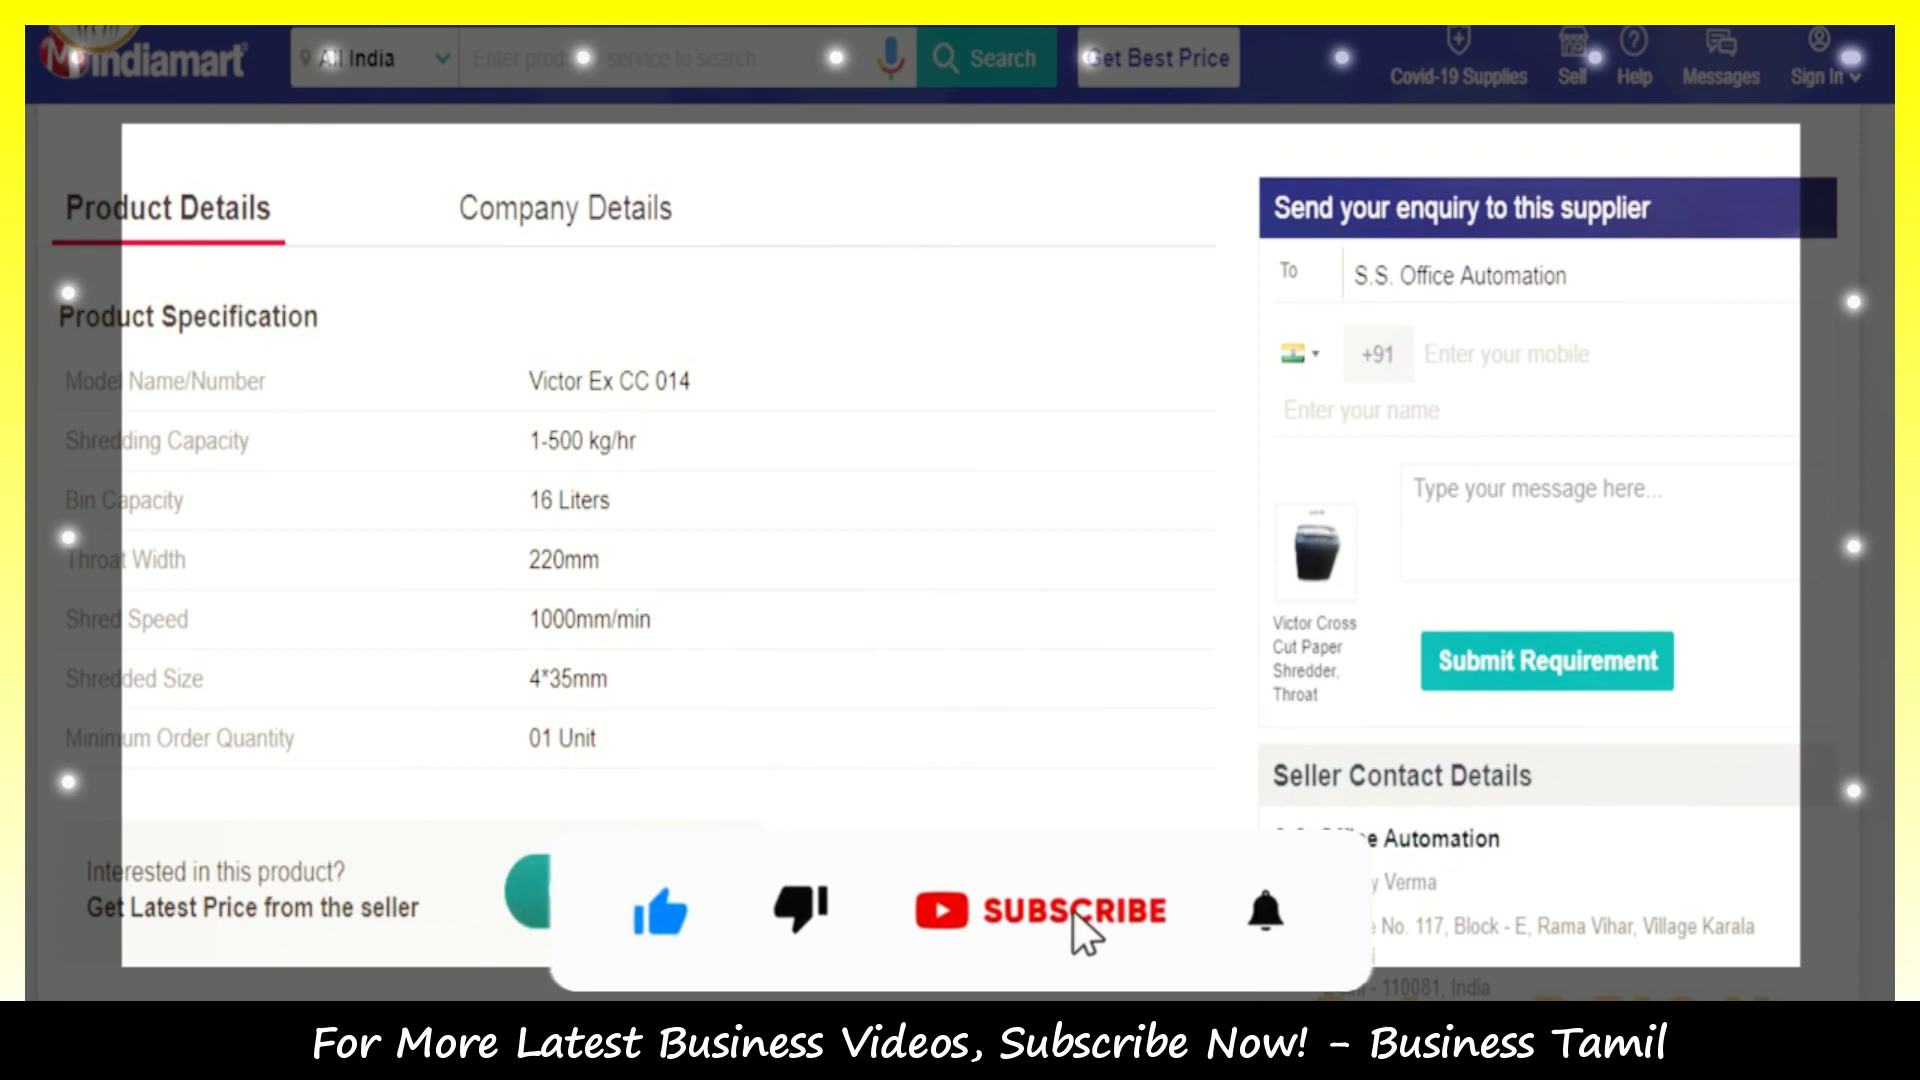 indiamart
All India
Enter prod service to search
Search
Get Best Price
Covid-19 Supplies
Sell
Help
Messages
Sign In
Product Details
Company Details
Product Specification
Model Name/Number
Victor Ex CC 014
Shredding Capacity
1-500 kg/hr
Bin Capacity
16 Liters
Throat Width
220mm
Shred Speed
1000mm/min
Shredded Size
4*35mm
Minimum Order Quantity
01 Unit
Interested in this product?
Get Latest Price from the seller
Send your enquiry to this supplier
To
S.S. Office Automation
+91
Enter your mobile
Enter your name
Type your message here...
Victor Cross
Cut Paper
Shredder,
Throat
Submit Requirement
Seller Contact Details
Automation
Verma
No. 117, Block - E, Rama Vihar, Village Karala
- 110081, India
SUBSCRIBE
For More Latest Business Videos, Subscribe Now! - Business Tamil